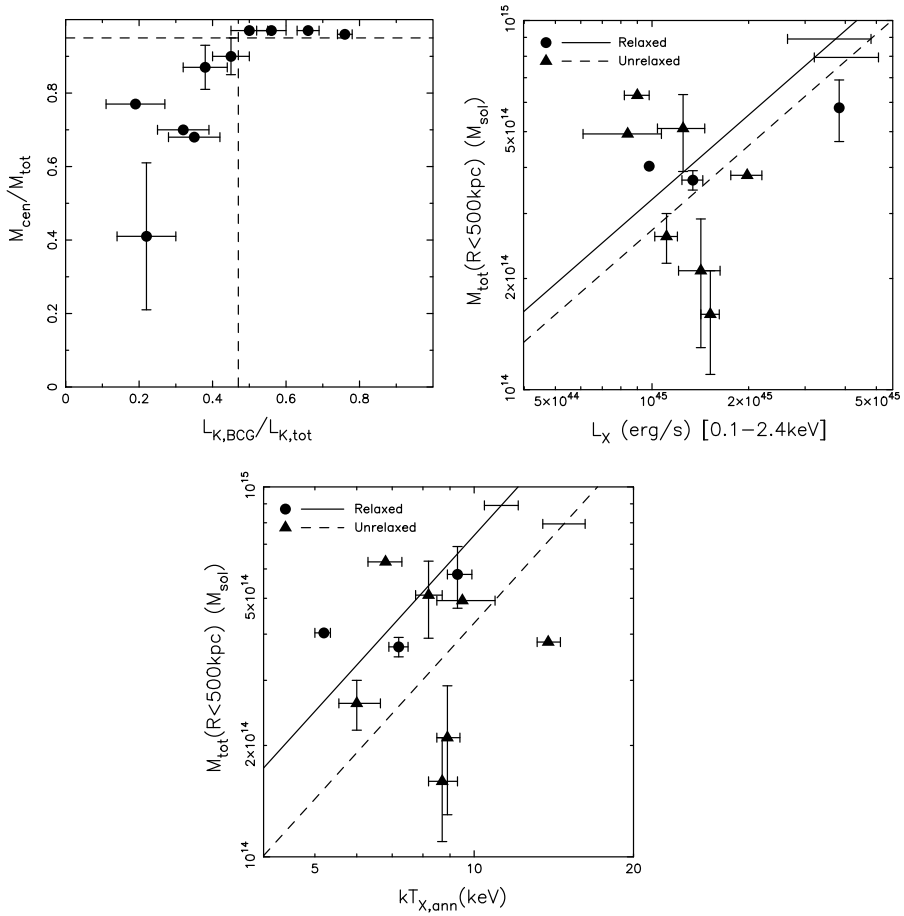 M_cen/M_tot
0.8
0.6
0.4
0.2
0
0 0.2 0.4 0.6 0.8
L_K,BCG/L_K,tot
M_tot(R<500kpc) (M_sol)
10^15
5×10^14
2×10^14
10^14
Relaxed
Unrelaxed
5×10^44 10^45 2×10^45 5×10^45
L_X (erg/s) [0.1−2.4keV]
M_tot(R<500kpc) (M_sol)
10^15
5×10^14
2×10^14
10^14
Relaxed
Unrelaxed
5 10 20
kT_X,ann(keV)